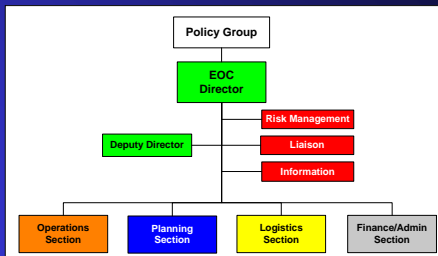 Policy Group
EOC
Director
Risk Management
Deputy Director
Liaison
Information
Operations
Section
Planning
Section
Logistics
Section
Finance/Admin
Section